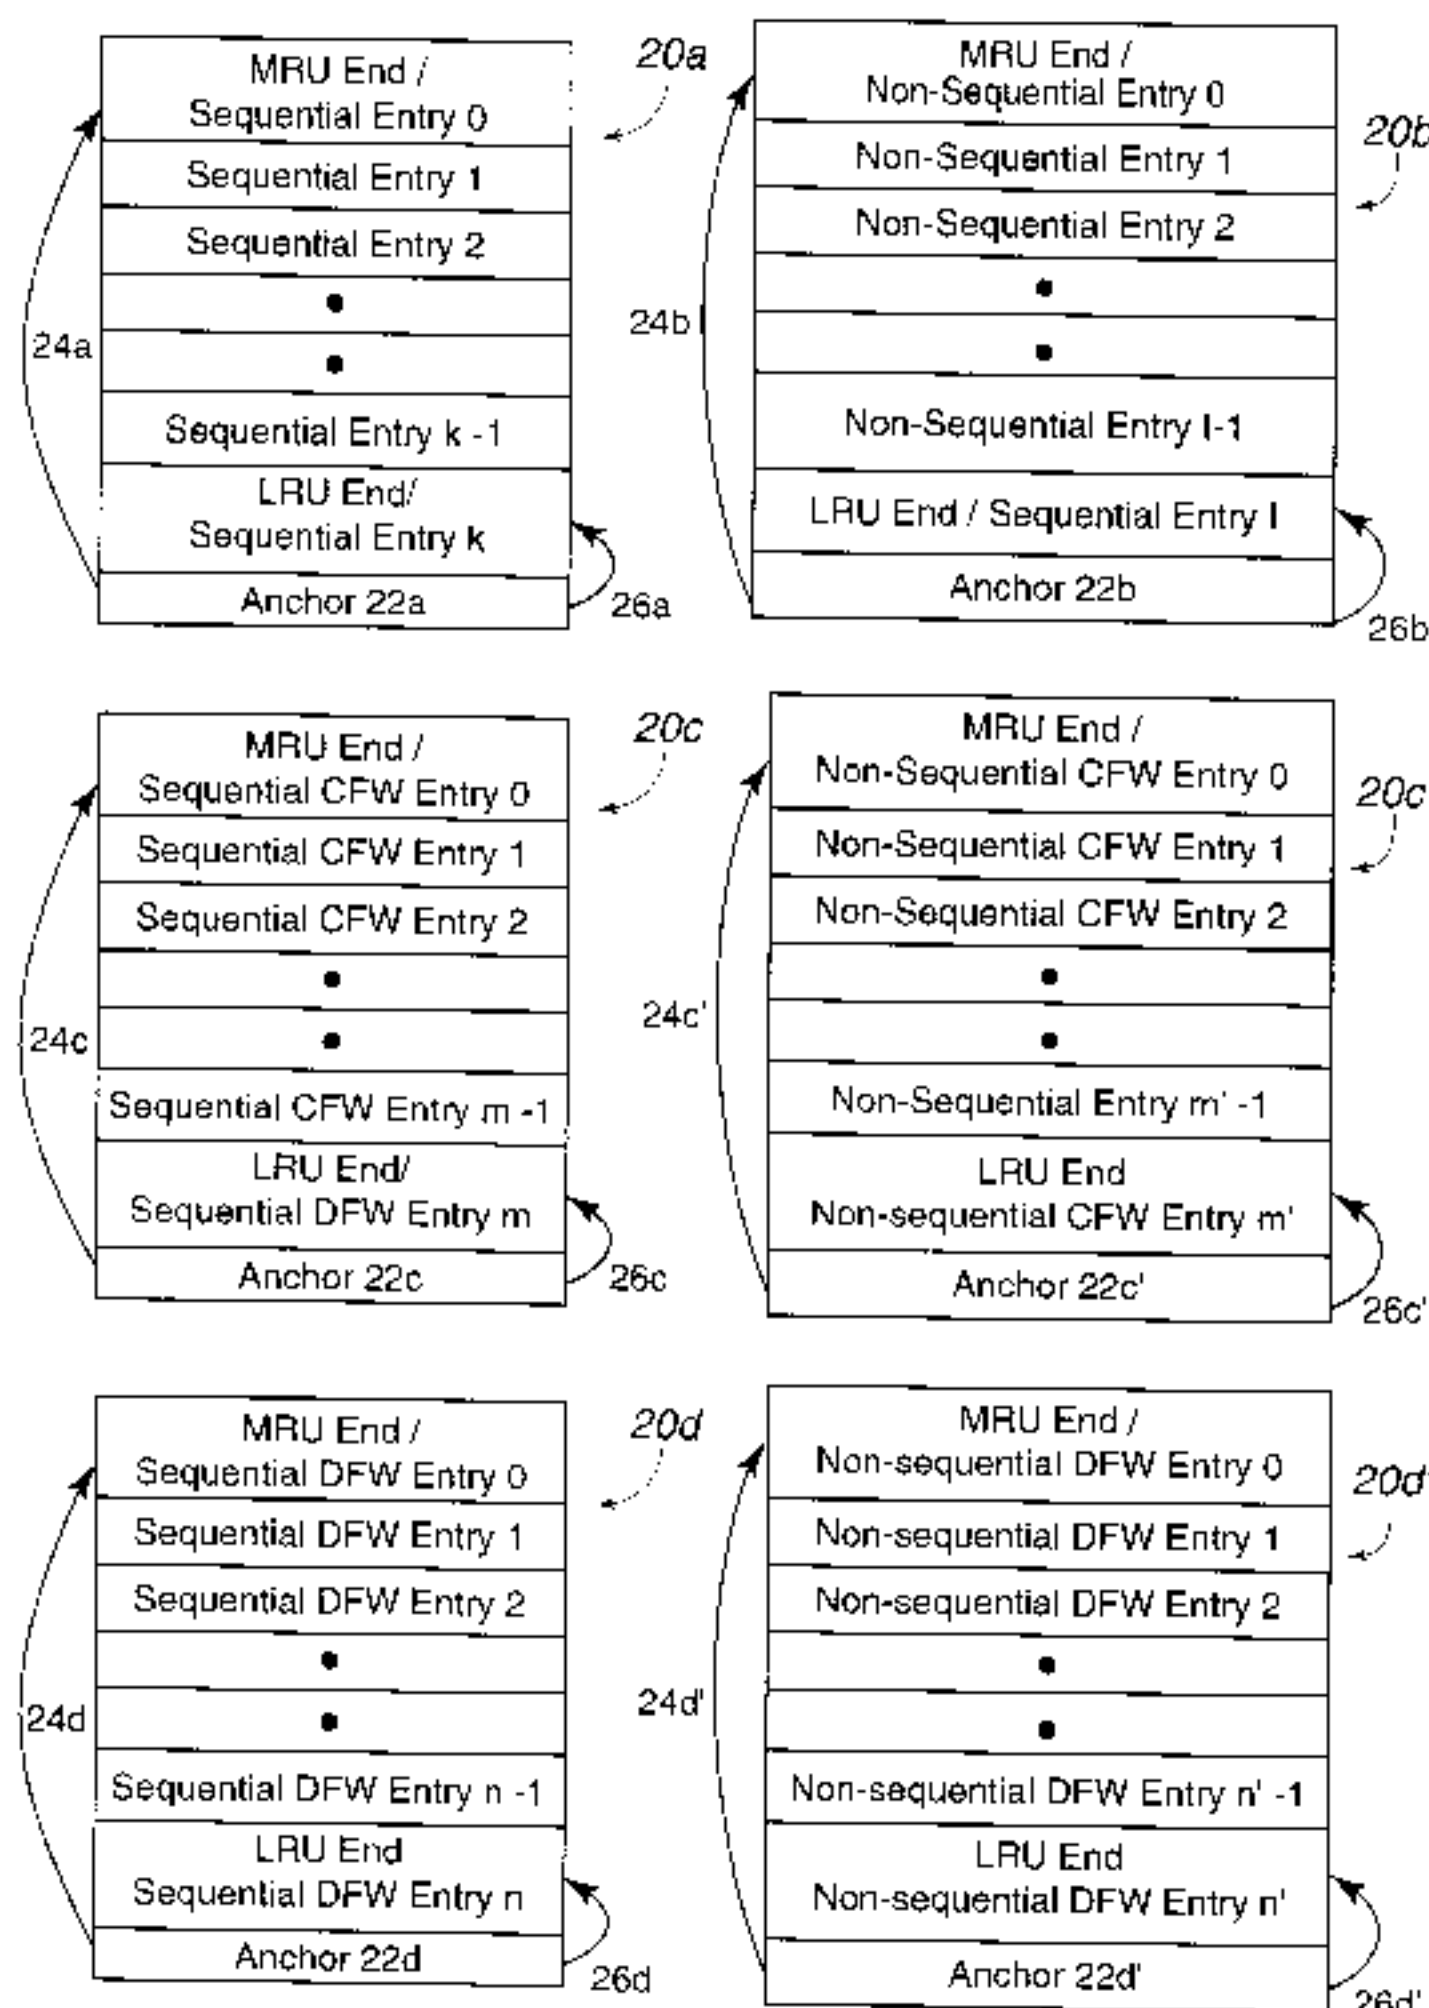 MRU End /
Sequential Entry 0
Sequential Entry 1
Sequential Entry 2
Sequential Entry k -1
LRU End/
Sequential Entry k
Anchor 22a
20a
24a
26a
MRU End /
Non-Sequential Entry 0
Non-Sequential Entry 1
Non-Sequential Entry 2
Non-Sequential Entry l-1
LRU End / Sequential Entry l
Anchor 22b
20b
24b
26b
MRU End /
Sequential CFW Entry 0
Sequential CFW Entry 1
Sequential CFW Entry 2
Sequential CFW Entry m -1
LRU End/
Sequential DFW Entry m
Anchor 22c
20c
24c
26c
MRU End /
Non-Sequential CFW Entry 0
Non-Sequential CFW Entry 1
Non-Sequential CFW Entry 2
Non-Sequential Entry m' -1
LRU End
Non-sequential CFW Entry m'
Anchor 22c'
20c
24c'
26c'
MRU End /
Sequential DFW Entry 0
Sequential DFW Entry 1
Sequential DFW Entry 2
Sequential DFW Entry n -1
LRU End
Sequential DFW Entry n
Anchor 22d
20d
24d
26d
MRU End /
Non-sequential DFW Entry 0
Non-sequential DFW Entry 1
Non-sequential DFW Entry 2
Non-sequential DFW Entry n' -1
LRU End
Non-sequential DFW Entry n'
Anchor 22d'
20d
24d'
26d'